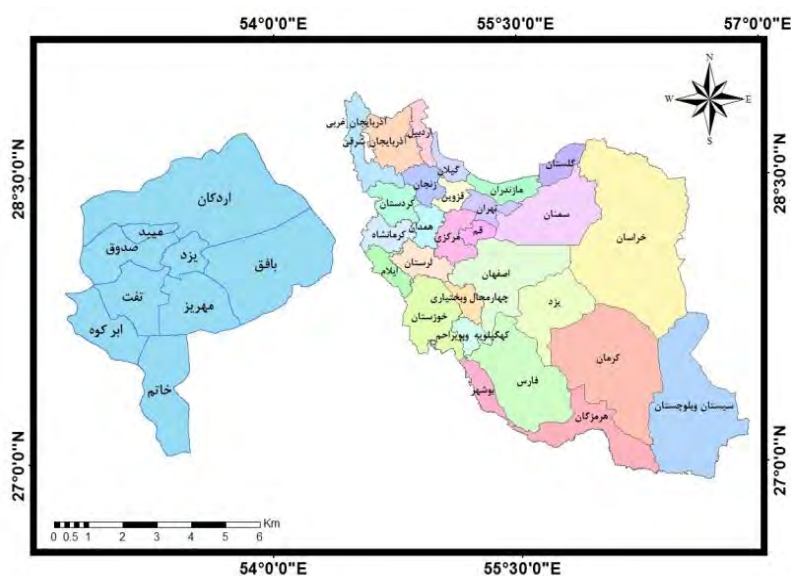 54°0'0"E
55°30'0"E
57°0'0"E
28°30'0"N
28°30'0"N
27°0'0"N
27°0'0"N
N
W
E
S
اردکان
میبد
صدوق
یزد
بافق
تفت
مهریز
ابر کوه
خاتم
آذربایجان غربی
اردبیل
آذربایجان شرقی
گیلان
گلستان
زنجان
مازندران
قزوین
کردستان
تهران
سمنان
خراسان
همدان
قم
کرمانشاه
مرکزی
لرستان
اصفهان
ایلام
چهارمحال وبختیاری
یزد
خوزستان
کهگیلویه وبویراحم
کرمان
فارس
بوشهر
سیستان وبلوچستان
هرمزگان
Km
0 0.5 1 2 3 4 5 6
54°0'0"E
55°30'0"E